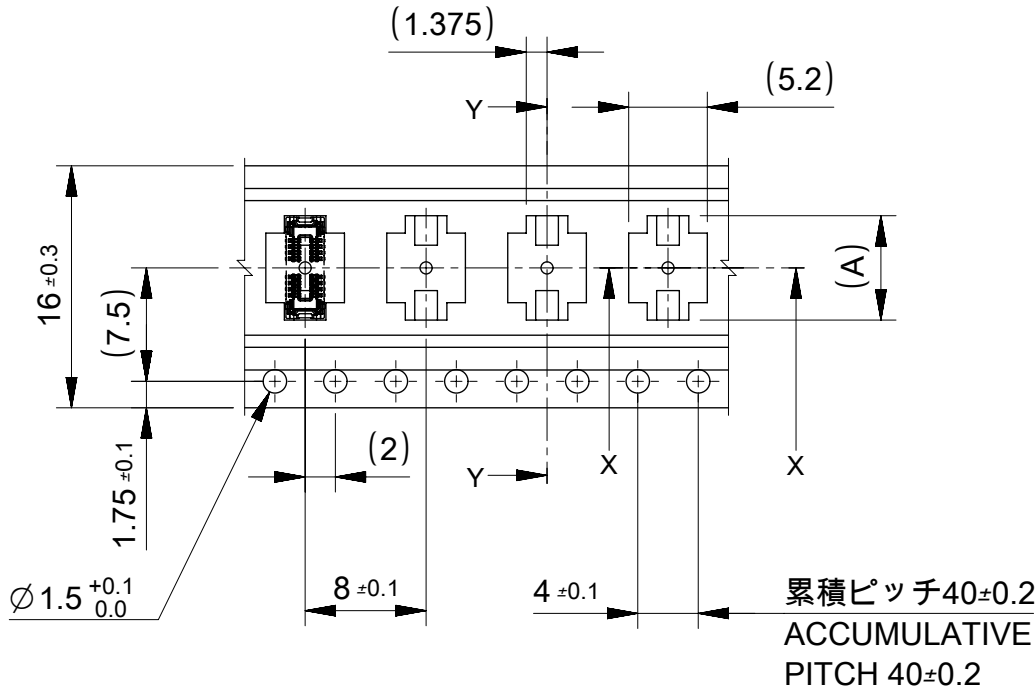 (1.375)
(5.2)
Y
16 ±0.3
(7.5)
(A)
1.75 ±0.1
(2)
Y
X
X
∅1.5 +0.1
0.0
8 ±0.1
4 ±0.1
累積ピッチ40±0.2
ACCUMULATIVE
PITCH 40±0.2